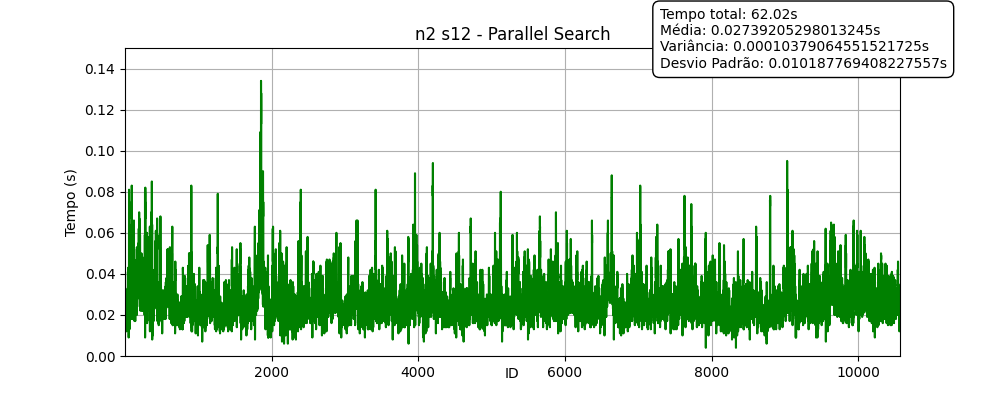 n2 s12 - Parallel Search
Tempo total: 62.02s
Média: 0.02739205298013245s
Variância: 0.00010379064551521725s
Desvio Padrão: 0.010187769408227557s
Tempo (s)
0.14
0.12
0.10
0.08
0.06
0.04
0.02
0.00
2000
4000
6000
8000
10000
ID